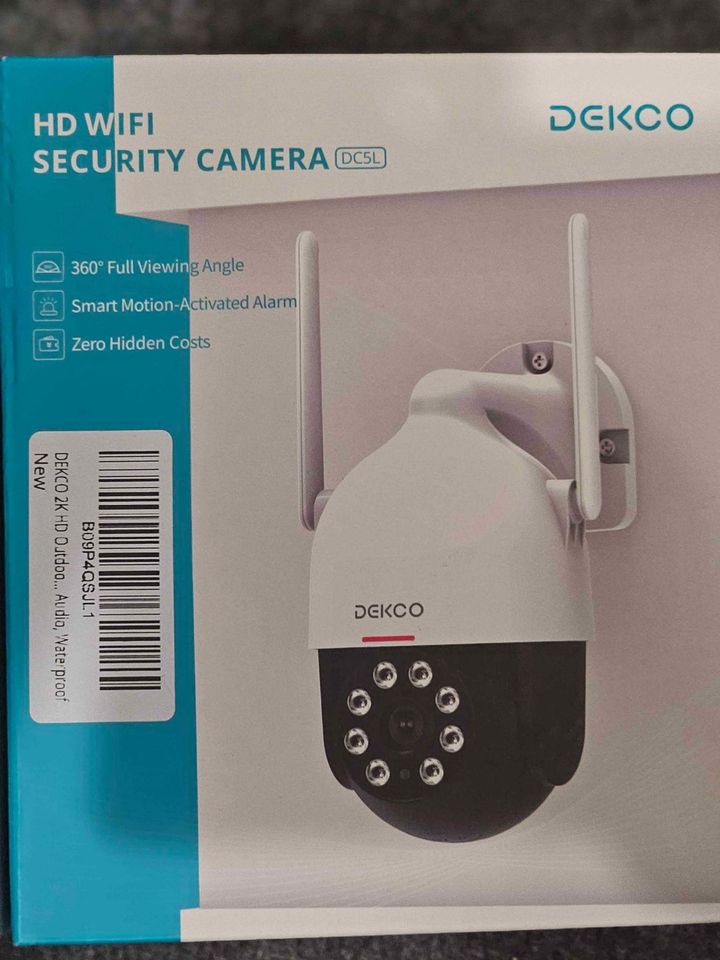 HD WIFI
SECURITY CAMERA DC5L
DEKCO
360° Full Viewing Angle
Smart Motion-Activated Alarm
Zero Hidden Costs
B09P4QSJL1
DEKCO 2K HD Outdoo... Audio, Waterproof
New
DEKCO